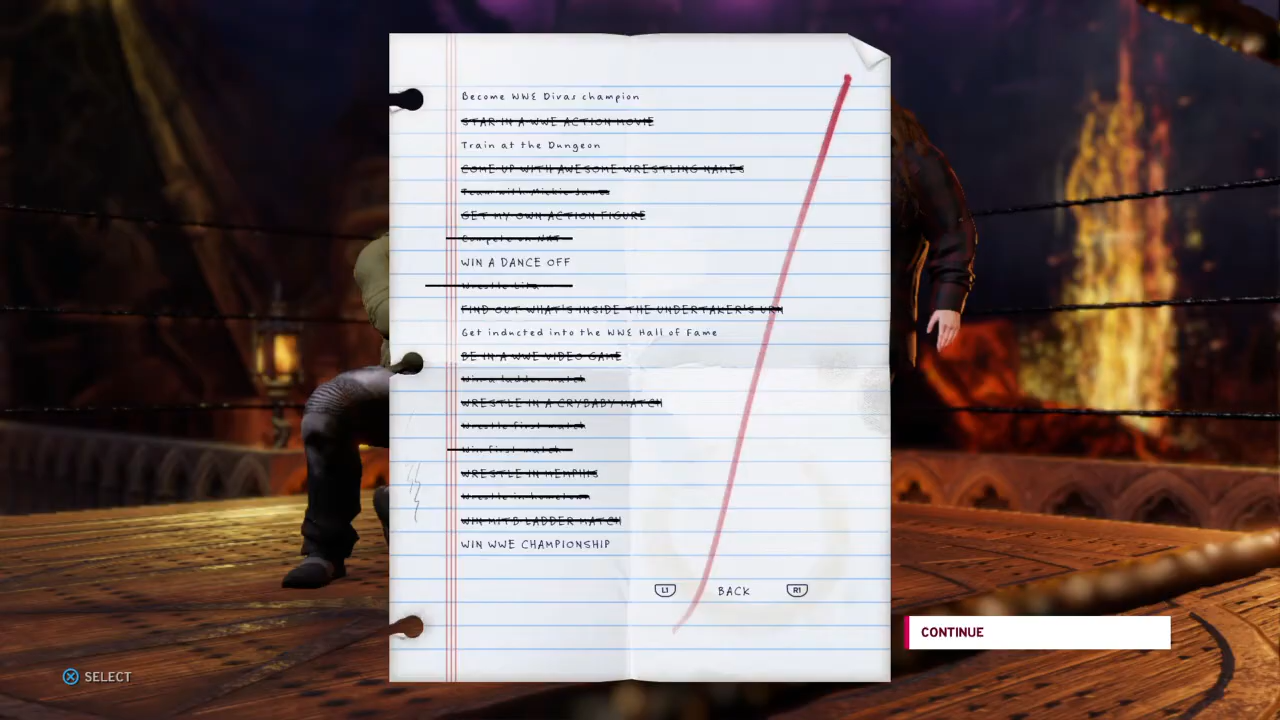 Become WWE Divas champion
STAR IN A WWE ACTION MOVIE
Train at the Dungeon
COME UP WITH AWESOME WRESTLING NAMES
Team with Mickie James
GET MY OWN ACTION FIGURE
Compete on NXT
WIN A DANCE OFF
Wrestle Lita
FIND OUT WHAT'S INSIDE THE UNDERTAKER'S URN
Get inducted into the WWE Hall of Fame
BE IN A WWE VIDEO GAME
Win a ladder match
WRESTLE IN A CRYBABY MATCH
Wrestle first match
Win first match
WRESTLE IN MEMPHIS
Wrestle in hometown
WIN MITB LADDER MATCH
WIN WWE CHAMPIONSHIP
L1 BACK R1
CONTINUE
SELECT